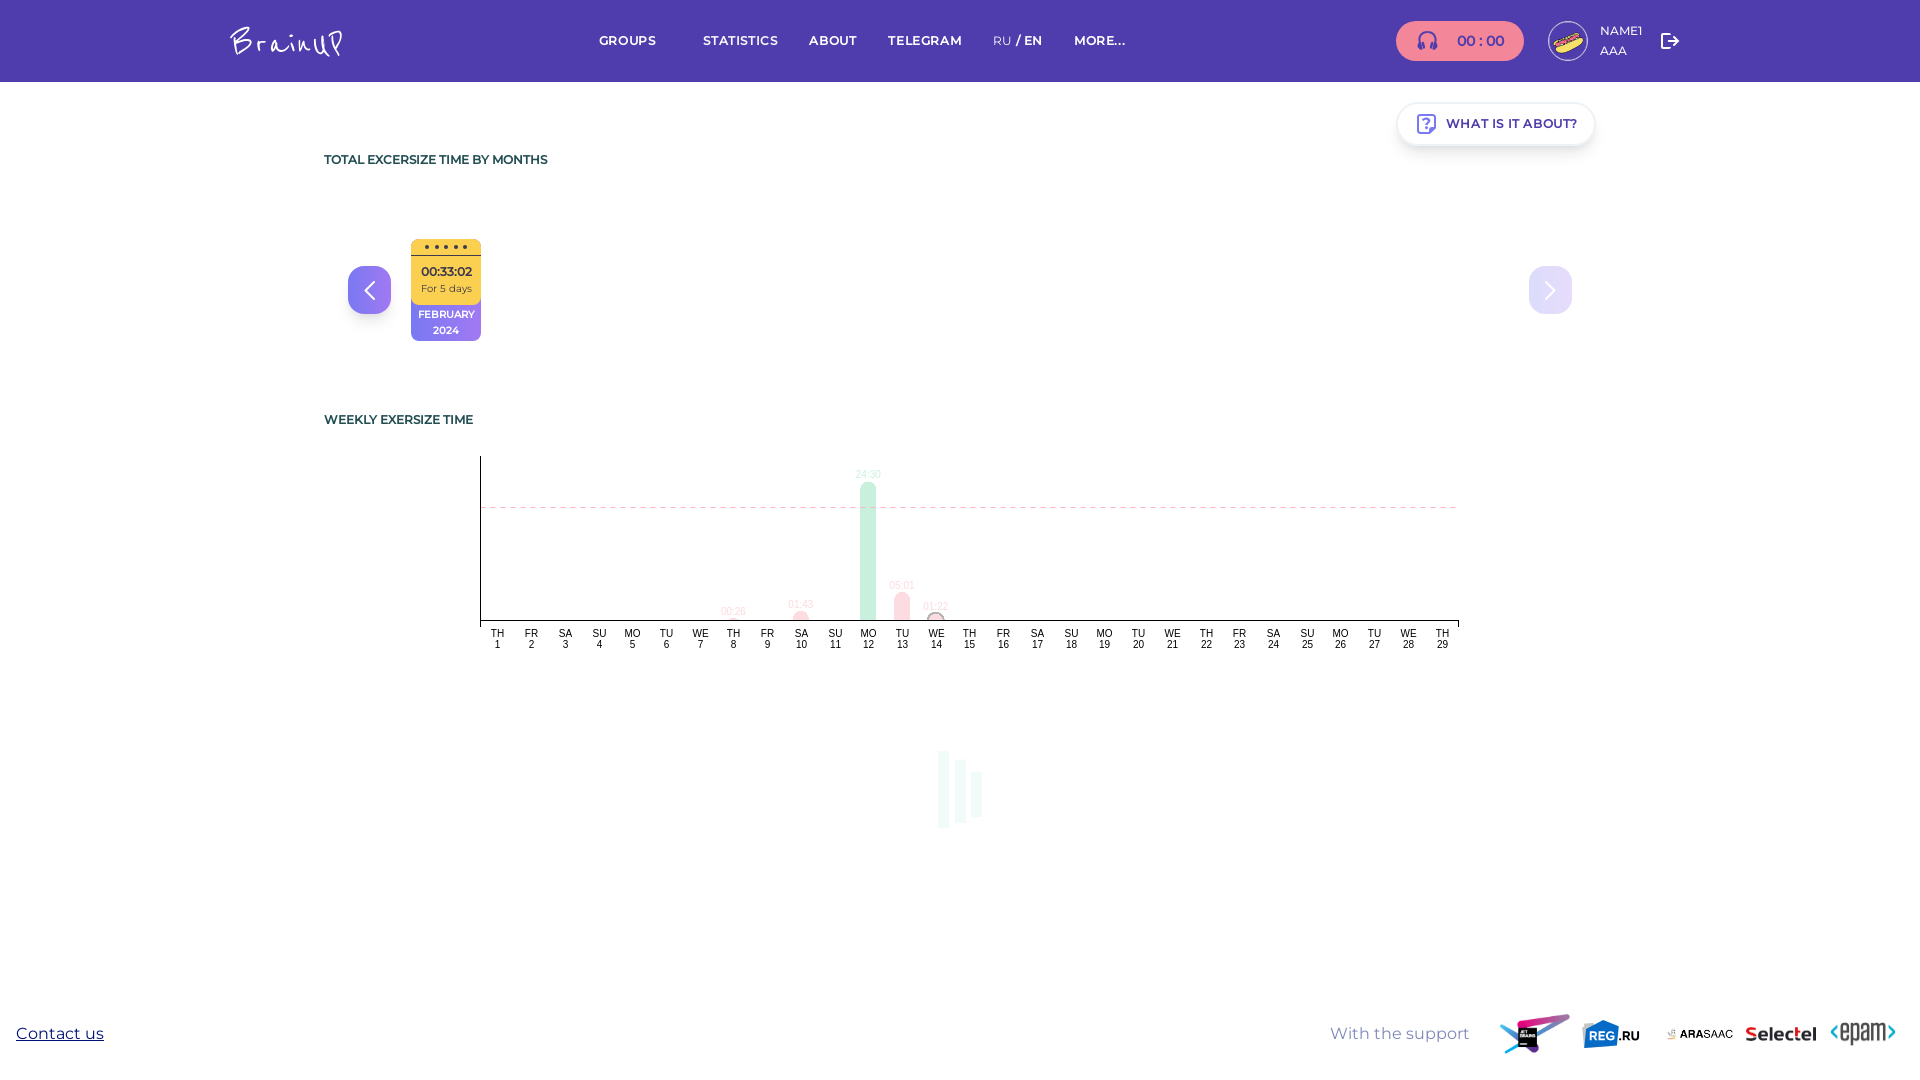 BrainUP
GROUPS STATISTICS ABOUT TELEGRAM RU / EN MORE...
00 : 00
NAME1
AAA
WHAT IS IT ABOUT?
TOTAL EXCERSIZE TIME BY MONTHS
00:33:02
For 5 days
FEBRUARY
2024
WEEKLY EXERSIZE TIME
24:30
05:01
01:43
01:22
00:26
TH FR SA SU MO TU WE TH FR SA SU MO TU WE TH FR SA SU MO TU WE TH FR SA SU MO TU WE TH
1 2 3 4 5 6 7 8 9 10 11 12 13 14 15 16 17 18 19 20 21 22 23 24 25 26 27 28 29
Contact us
With the support
JET
BRAINS
REG.RU
ARASAAC
Selectel
<epam>